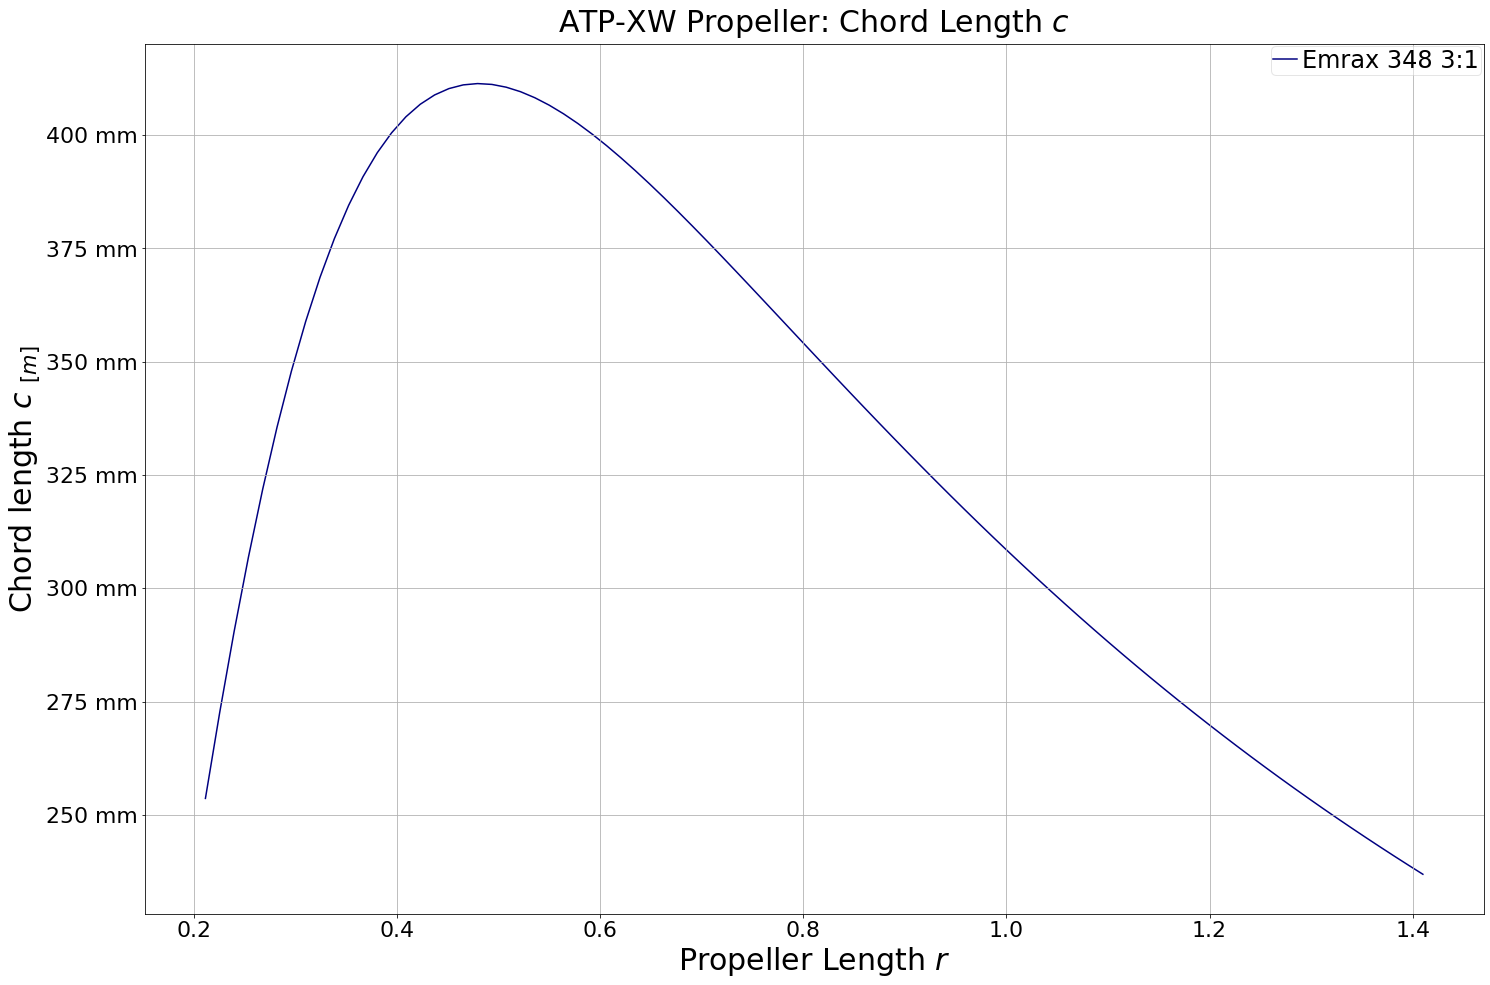 ATP-XW Propeller: Chord Length c
Emrax 348 3:1
Chord length c [m]
400 mm
375 mm
350 mm
325 mm
300 mm
275 mm
250 mm
0.2 0.4 0.6 0.8 1.0 1.2 1.4
Propeller Length r